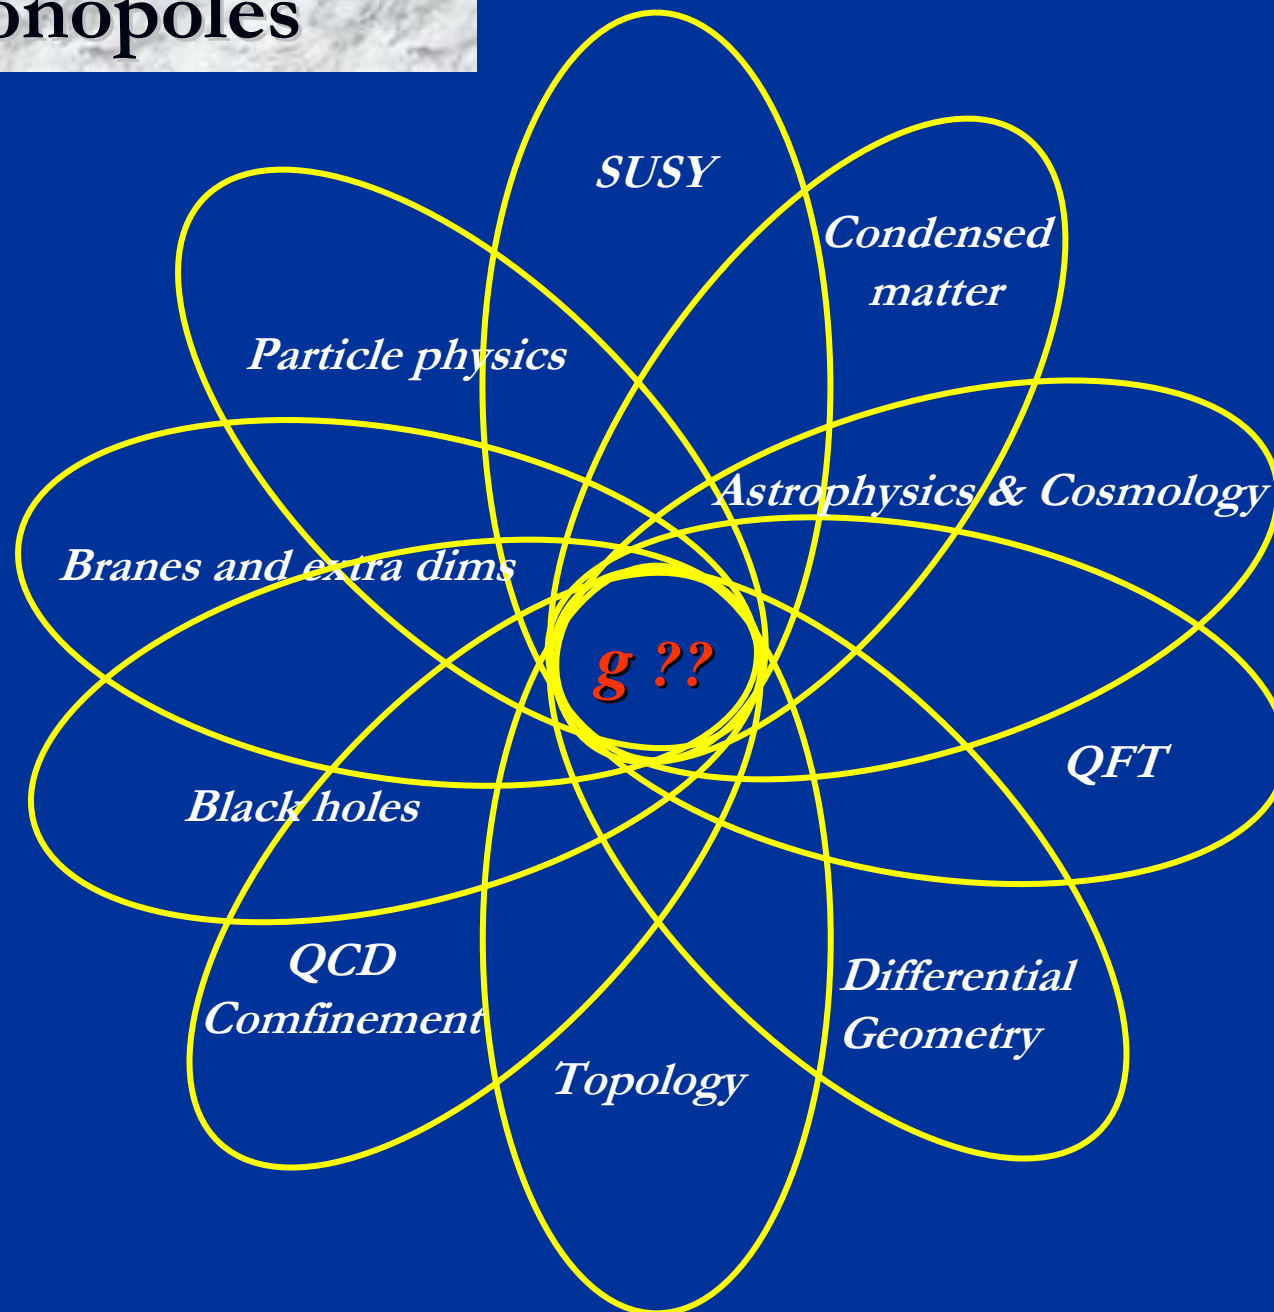 onopoles
SUSY
Condensed
matter
Particle physics
Astrophysics & Cosmology
Branes and extra dims
g ??
QFT
Black holes
QCD
Comfinement
Differential
Geometry
Topology